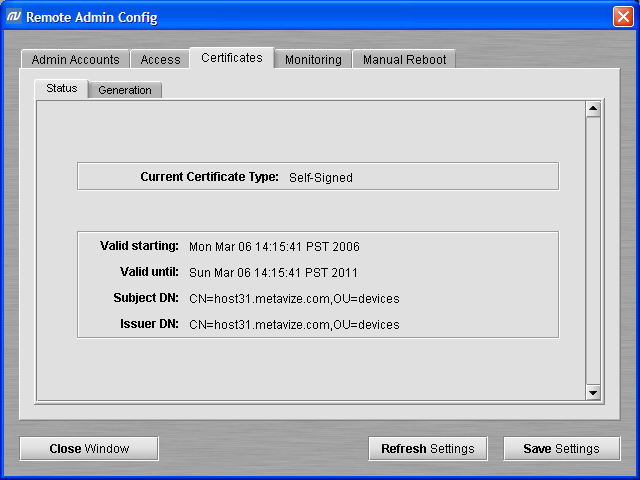 Remote Admin Config
Admin Accounts Access Certificates Monitoring Manual Reboot
Status Generation
Current Certificate Type: Self-Signed
Valid starting: Mon Mar 06 14:15:41 PST 2006
Valid until: Sun Mar 06 14:15:41 PST 2011
Subject DN: CN=host31.metavize.com,OU=devices
Issuer DN: CN=host31.metavize.com,OU=devices
Close Window Refresh Settings Save Settings